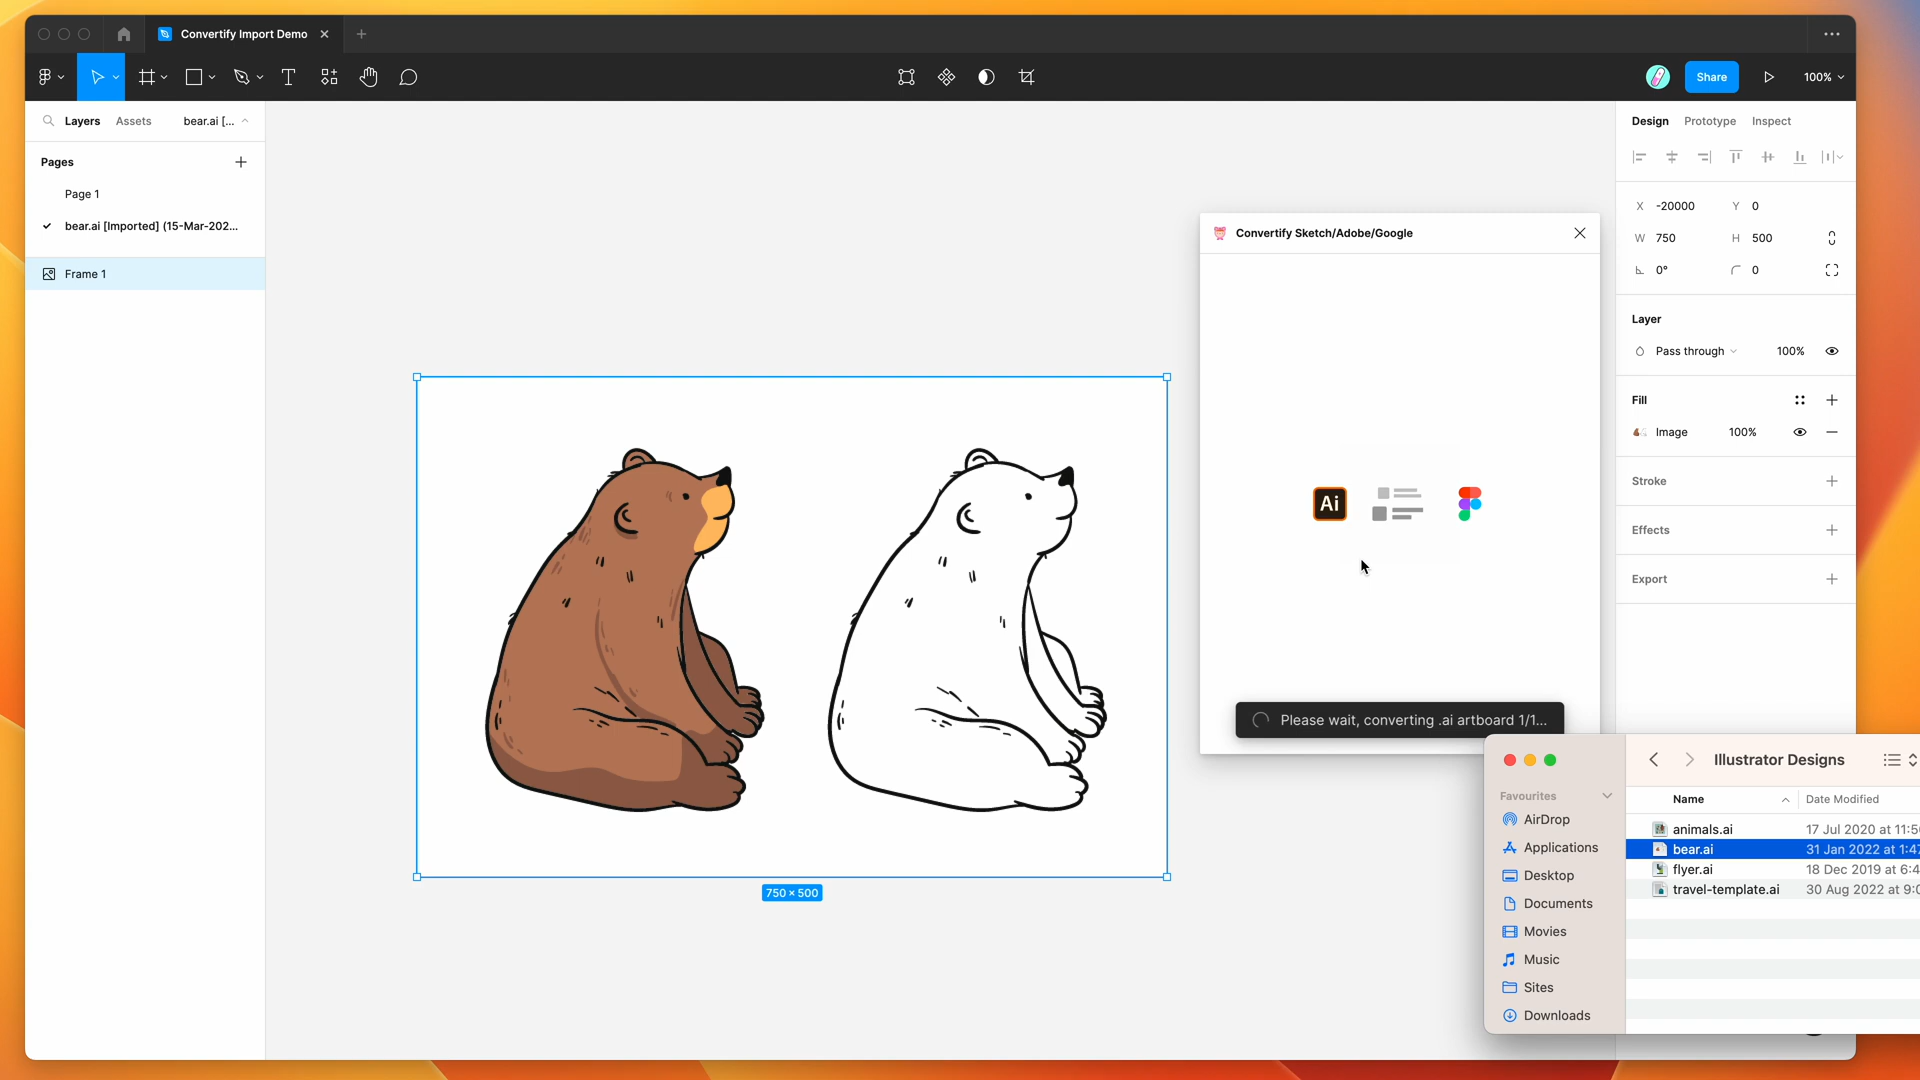 Convertify Import Demo
Share
100%
Layers
Assets
bear.ai [...
Pages
Page 1
bear.ai [Imported] (15-Mar-202...
Frame 1
750 × 500
Convertify Sketch/Adobe/Google
Ai
Please wait, converting .ai artboard 1/1...
Design
Prototype
Inspect
X -20000
Y 0
W 750
H 500
0°
0
Layer
Pass through
100%
Fill
Image
100%
Stroke
Effects
Export
Illustrator Designs
Favourites
AirDrop
Applications
Desktop
Documents
Movies
Music
Sites
Downloads
Name
Date Modified
animals.ai
17 Jul 2020 at 11:5
bear.ai
31 Jan 2022 at 1:47
flyer.ai
18 Dec 2019 at 6:4
travel-template.ai
30 Aug 2022 at 9:0